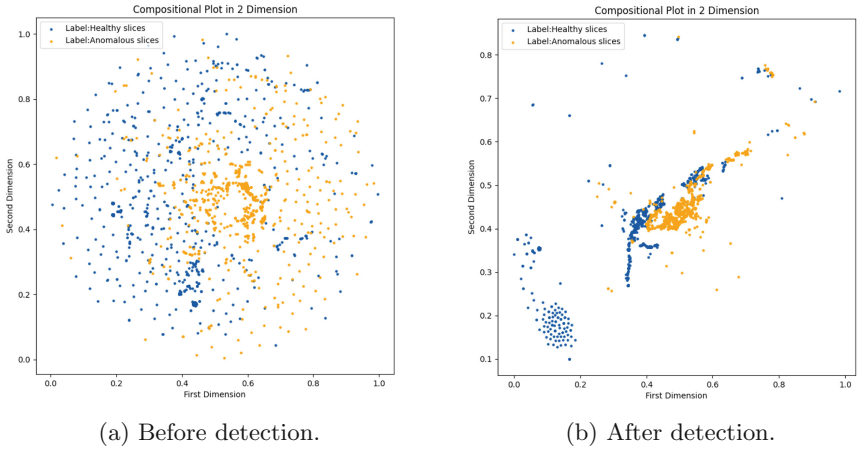 Compositional Plot in 2 Dimension
Label:Healthy slices
Label:Anomalous slices
1.0
0.8
0.6
0.4
0.2
0.0
Second Dimension
0.0 0.2 0.4 0.6 0.8 1.0
First Dimension
(a) Before detection.
Compositional Plot in 2 Dimension
Label:Healthy slices
Label:Anomalous slices
0.8
0.7
0.6
0.5
0.4
0.3
0.2
0.1
Second Dimension
0.0 0.2 0.4 0.6 0.8 1.0
First Dimension
(b) After detection.